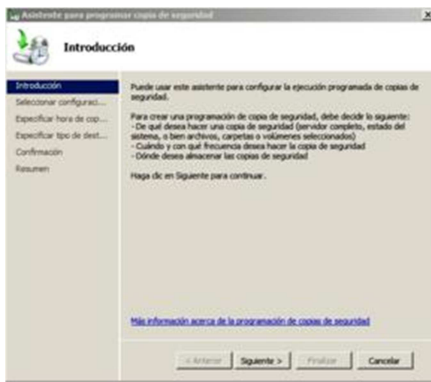 Asistente para programar copia de seguridad
Introducción
Introducción
Seleccionar configuraci...
Especificar hora de cop...
Especificar tipo de dest...
Confirmación
Resumen
Puede usar este asistente para configurar la ejecución programada de copias de
seguridad.
Para crear una programación de copia de seguridad, debe decidir lo siguiente:
- De qué desea hacer una copia de seguridad (servidor completo, estado del
sistema, o bien archivos, carpetas o volúmenes seleccionados)
- Cuándo y con qué frecuencia desea hacer la copia de seguridad
- Dónde desea almacenar las copias de seguridad
Haga clic en Siguiente para continuar.
Más información acerca de la programación de copias de seguridad
< Anterior Siguiente > Finalizar Cancelar